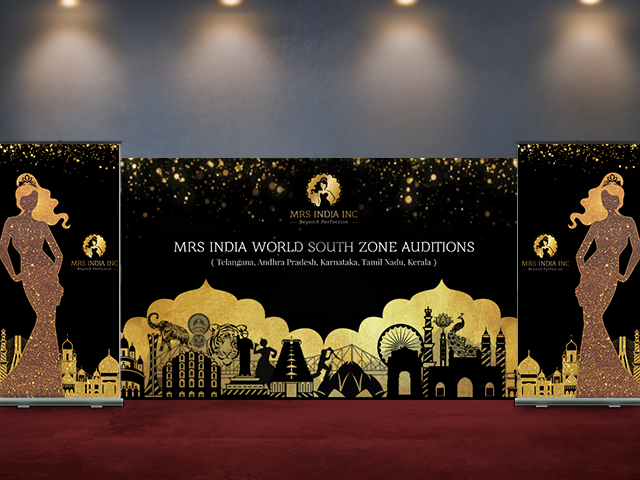 MRS INDIA INC
Beyond Perfection
MRS INDIA WORLD SOUTH ZONE AUDITIONS
( Telangana, Andhra Pradesh, Karnataka, Tamil Nadu, Kerala )
MRS INDIA INC
Beyond Perfection
MRS INDIA INC
Beyond Perfection